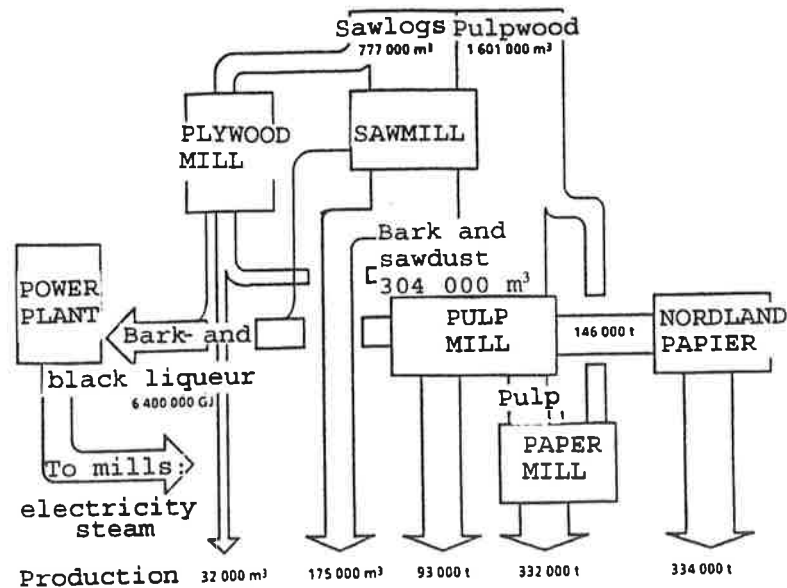 Sawlogs Pulpwood
777 000 m³ 1 601 000 m³
PLYWOOD
MILL
SAWMILL
Bark and
sawdust
304 000 m³
POWER
PLANT
Bark- and
black liqueur
6 400 000 GJ
PULP
MILL
146 000 t
NORDLAND
PAPIER
Pulp
PAPER
MILL
To mills:
electricity
steam
Production 32 000 m³ 175 000 m³ 93 000 t 332 000 t 334 000 t